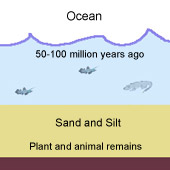 Ocean
50-100 million years ago
Sand and Silt
Plant and animal remains